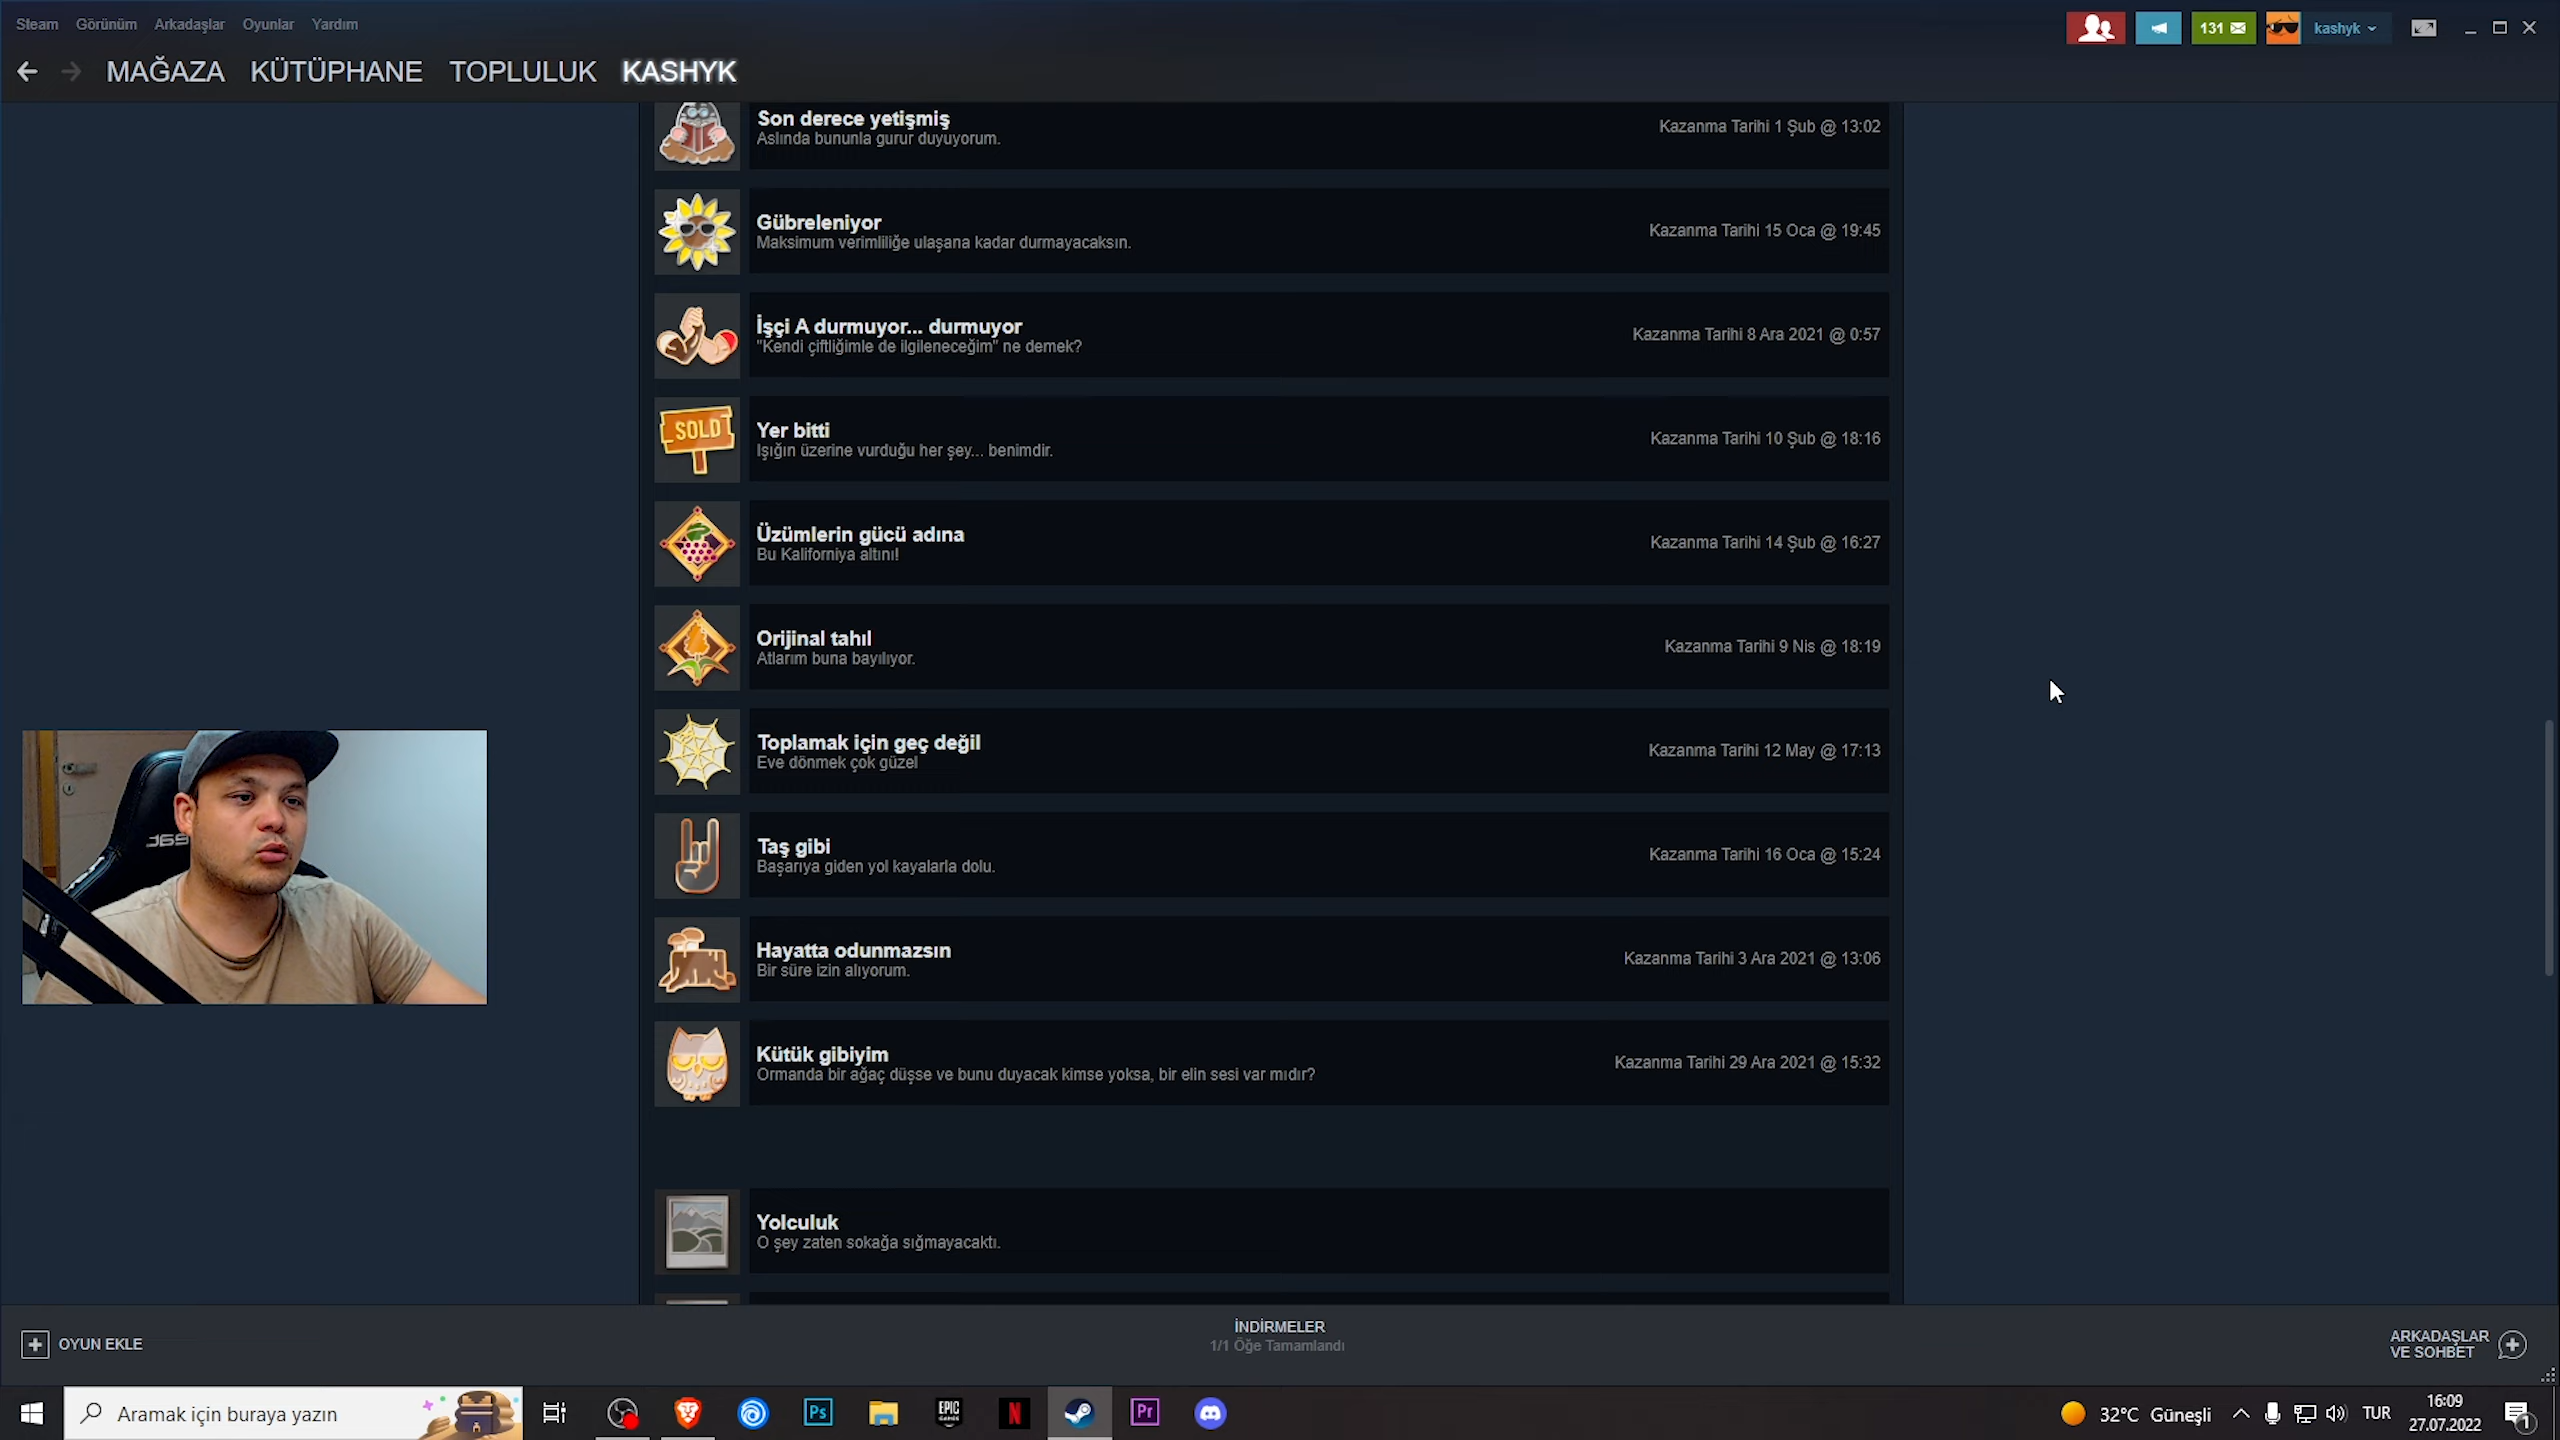 Steam Görünüm Arkadaşlar Oyunlar Yardım
131
kashyk
MAĞAZA KÜTÜPHANE TOPLULUK KASHYK
Son derece yetişmiş
Aslında bununla gurur duyuyorum.
Kazanma Tarihi 1 Şub @ 13:02
Gübreleniyor
Maksimum verimliliğe ulaşana kadar durmayacaksın.
Kazanma Tarihi 15 Oca @ 19:45
İşçi A durmuyor... durmuyor
"Kendi çiftliğimle de ilgileneceğim" ne demek?
Kazanma Tarihi 8 Ara 2021 @ 0:57
SOLD
Yer bitti
Işığın üzerine vurduğu her şey... benimdir.
Kazanma Tarihi 10 Şub @ 18:16
Üzümlerin gücü adına
Bu Kaliforniya altını!
Kazanma Tarihi 14 Şub @ 16:27
Orijinal tahıl
Atlarım buna bayılıyor.
Kazanma Tarihi 9 Nis @ 18:19
Toplamak için geç değil
Eve dönmek çok güzel
Kazanma Tarihi 12 May @ 17:13
Taş gibi
Başarıya giden yol kayalarla dolu.
Kazanma Tarihi 16 Oca @ 15:24
Hayatta odunmazsın
Bir süre izin alıyorum.
Kazanma Tarihi 3 Ara 2021 @ 13:06
Kütük gibiyim
Ormanda bir ağaç düşse ve bunu duyacak kimse yoksa, bir elin sesi var mıdır?
Kazanma Tarihi 29 Ara 2021 @ 15:32
Yolculuk
O şey zaten sokağa sığmayacaktı.
OYUN EKLE
İNDİRMELER
1/1 Öğe Tamamlandı
ARKADAŞLAR
VE SOHBET
Aramak için buraya yazın
Ps
EPIC
GAMES
N
Pr
32°C Güneşli
TUR
16:09
27.07.2022
1